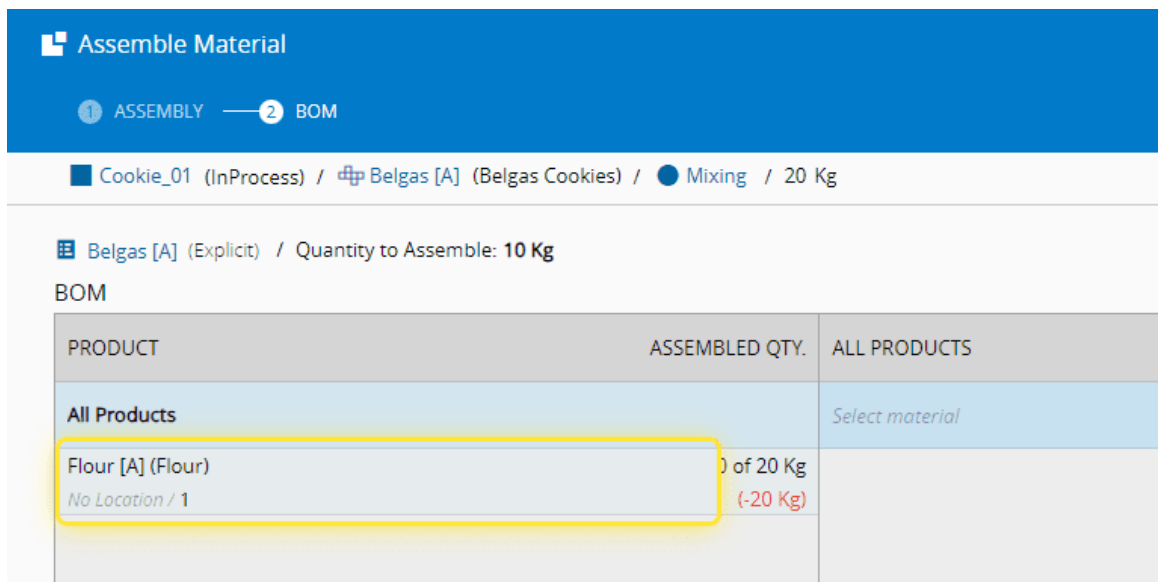 Assemble Material
1 ASSEMBLY 2 BOM
Cookie_01 (InProcess) / Belgas [A] (Belgas Cookies) / Mixing / 20 Kg
Belgas [A] (Explicit) / Quantity to Assemble: 10 Kg
BOM
PRODUCT ASSEMBLED QTY. ALL PRODUCTS
All Products Select material
Flour [A] (Flour) 0 of 20 Kg
No Location / 1 (-20 Kg)